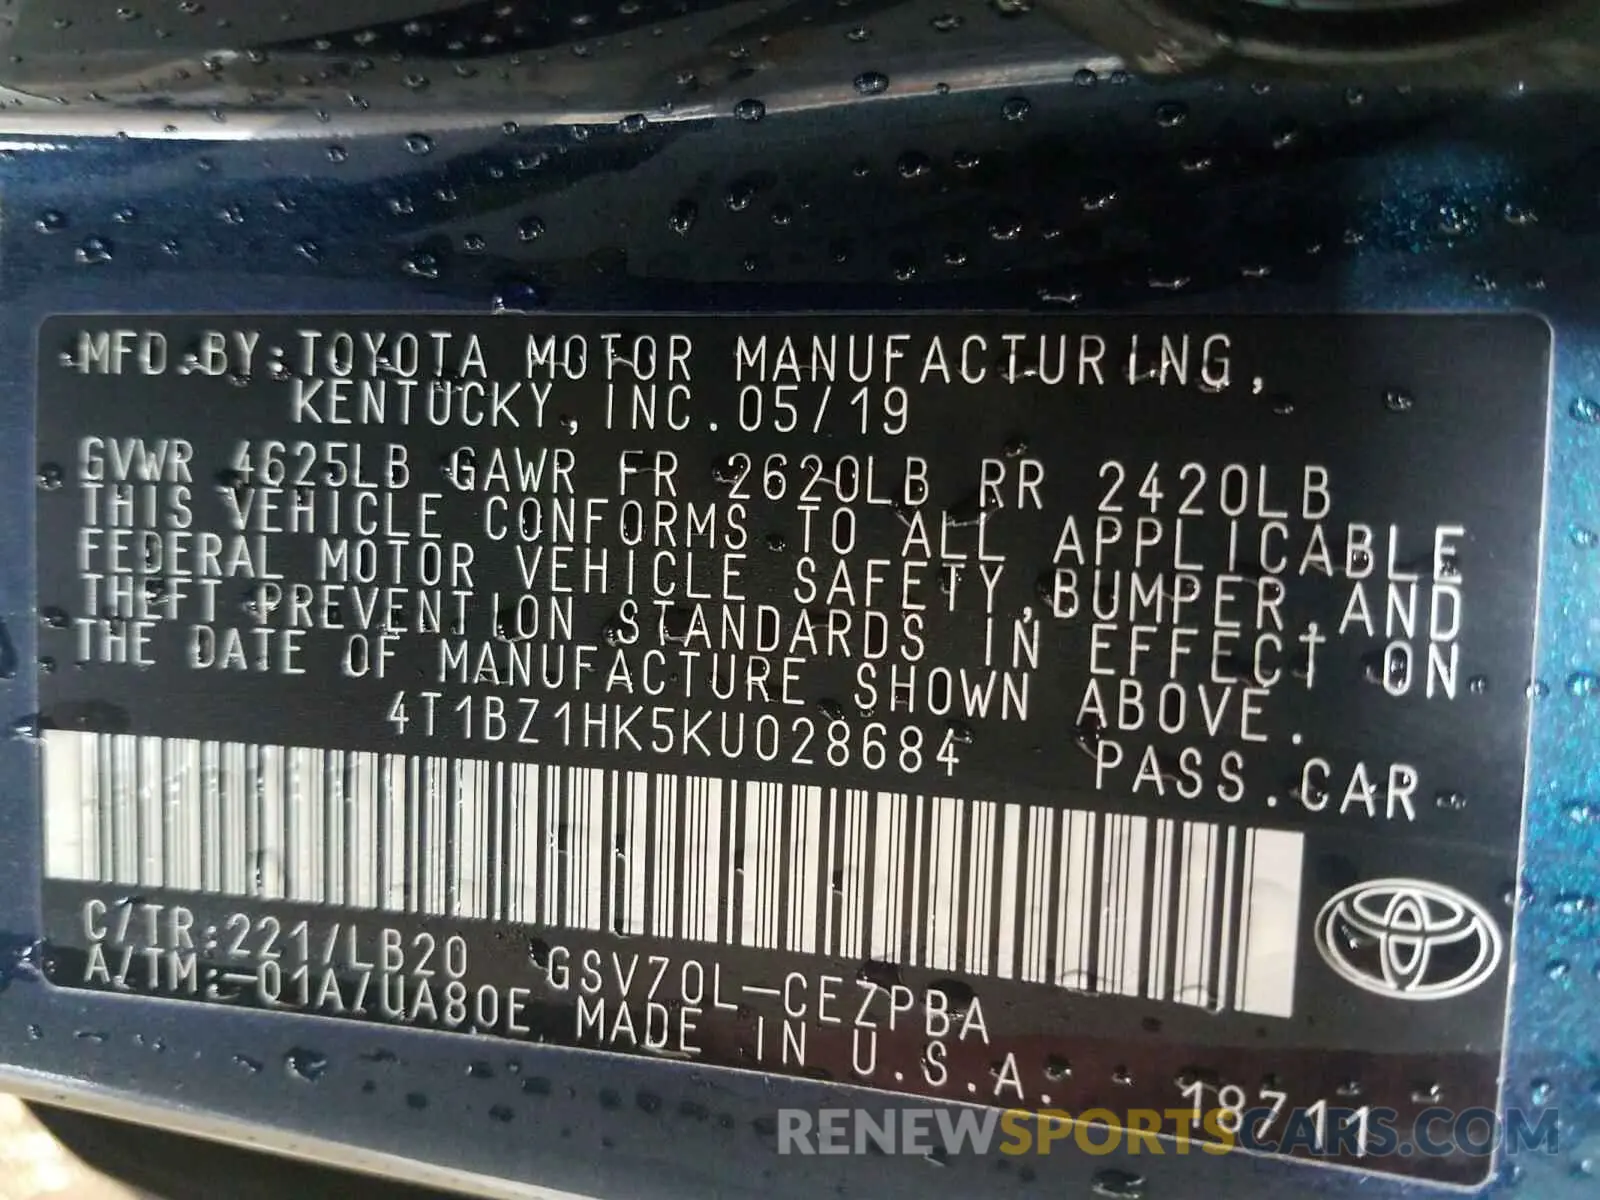 MFD.BY:TOYOTA MOTOR MANUFACTURING,
KENTUCKY, INC. 05/19
GVWR 4625LB GAWR FR 2620LB RR 2420LB
THIS VEHICLE CONFORMS TO ALL APPLICABLE
FEDERAL MOTOR VEHICLE SAFETY, BUMPER, AND
THEFT PREVENTION STANDARDS IN EFFECT ON
THE DATE OF MANUFACTURE SHOWN ABOVE.
4T1BZ1HK5KU028684 PASS.CAR
C/TR:221/LB20 GSV70L-CEZPBA
A/TM:-01A/UA80E MADE IN U.S.A.
18711
RENEWSPORTSCARS.COM